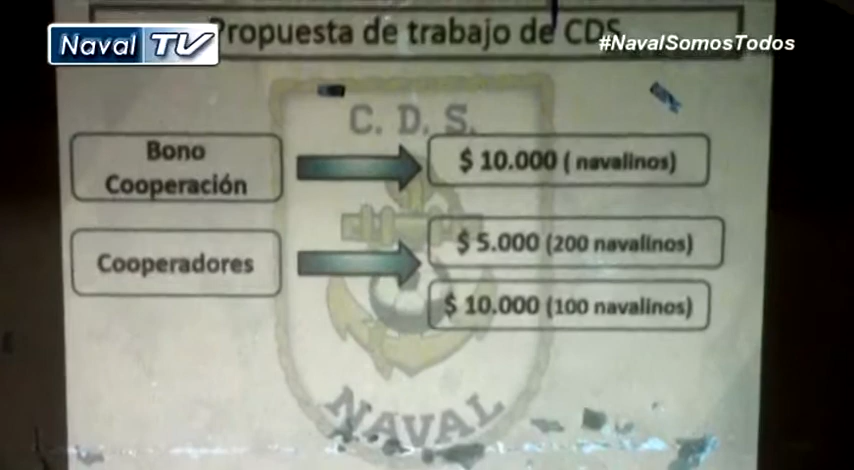 Propuesta de trabajo de CDS
Naval TV
#NavalSomosTodos
C. D. S.
Bono
Cooperación
$ 10.000 ( navalinos)
Cooperadores
$ 5.000 (200 navalinos)
$ 10.000 (100 navalinos)
NAVAL